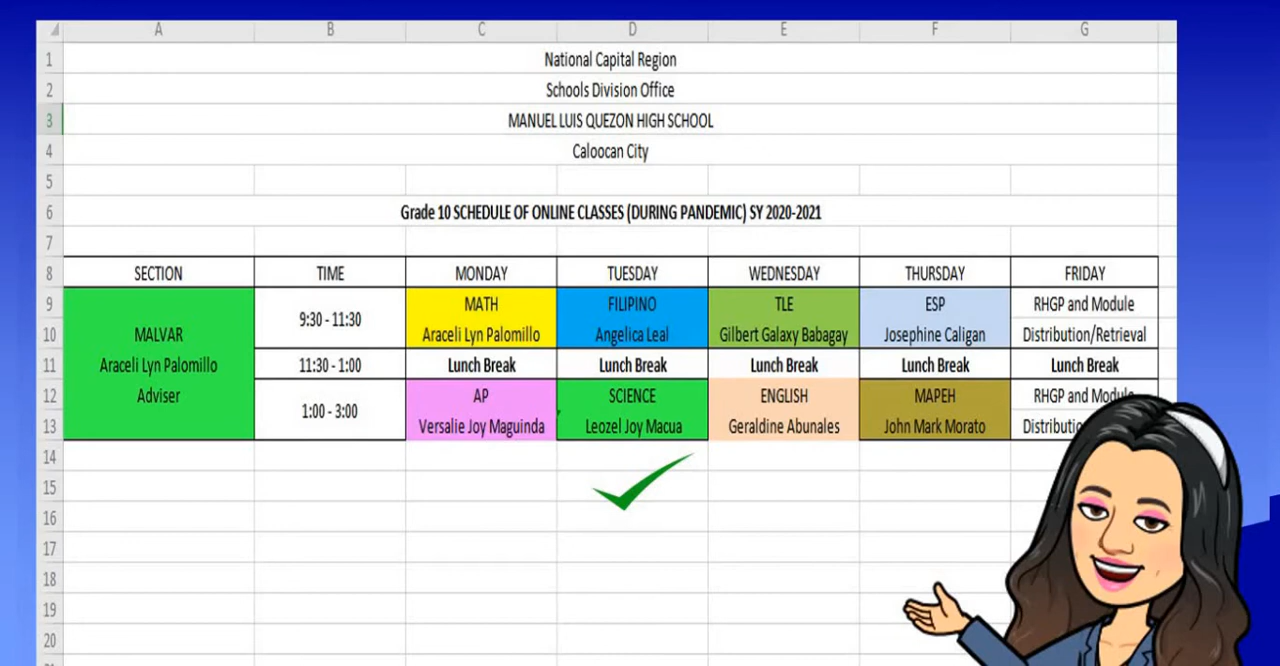 A B C D E F G
1 National Capital Region
2 Schools Division Office
3 MANUEL LUIS QUEZON HIGH SCHOOL
4 Caloocan City
5
6 Grade 10 SCHEDULE OF ONLINE CLASSES (DURING PANDEMIC) SY 2020-2021
7
8 SECTION TIME MONDAY TUESDAY WEDNESDAY THURSDAY FRIDAY
9 9:30 - 11:30 MATH FILIPINO TLE ESP RHGP and Module
10 MALVAR Araceli Lyn Palomillo Angelica Leal Gilbert Galaxy Babagay Josephine Caligan Distribution/Retrieval
11 Araceli Lyn Palomillo 11:30 - 1:00 Lunch Break Lunch Break Lunch Break Lunch Break Lunch Break
12 Adviser 1:00 - 3:00 AP SCIENCE ENGLISH MAPEH RHGP and Module
13 Versalie Joy Maguinda Leozel Joy Macua Geraldine Abunales John Mark Morato
14
15
16
17
18
19
20